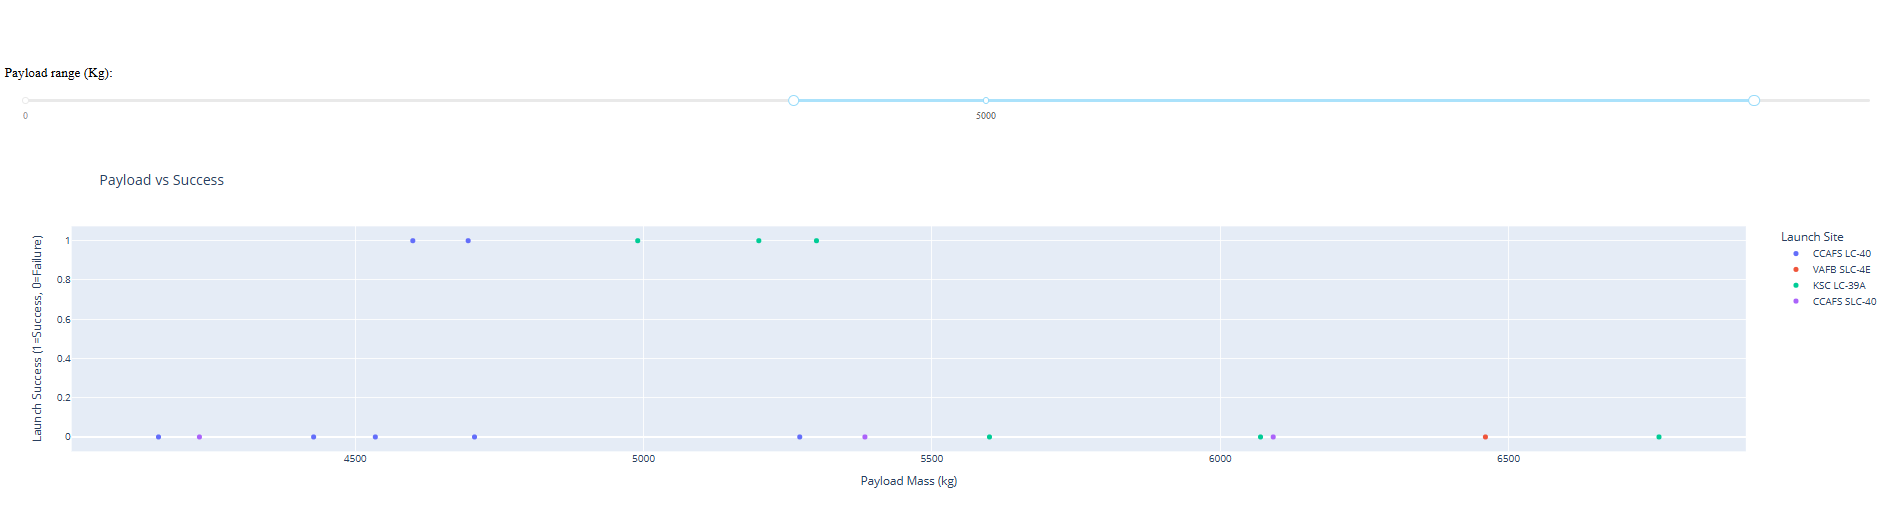 Payload range (Kg):
0
5000
Payload vs Success
Launch Success (1=Success, 0=Failure)
1
0.8
0.6
0.4
0.2
0
4500
5000
5500
6000
6500
Payload Mass (kg)
Launch Site
CCAFS LC-40
VAFB SLC-4E
KSC LC-39A
CCAFS SLC-40